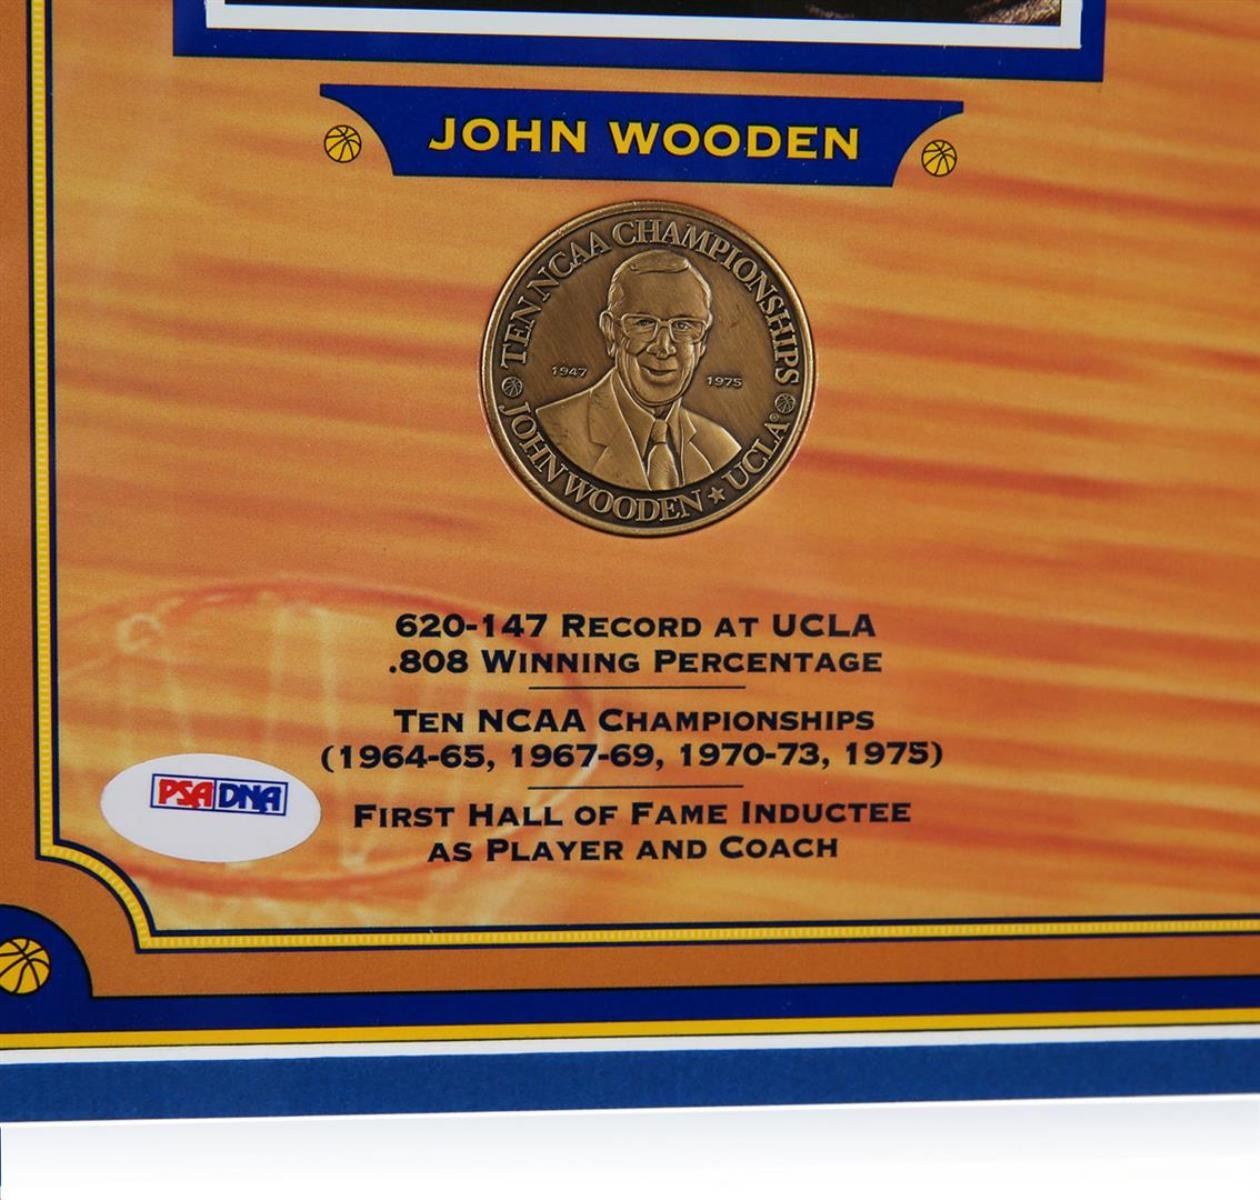 JOHN WOODEN
TEN NCAA CHAMPIONSHIPS
1947
1975
JOHN WOODEN ★ UCLA®
620-147 RECORD AT UCLA
.808 WINNING PERCENTAGE
TEN NCAA CHAMPIONSHIPS
(1964-65, 1967-69, 1970-73, 1975)
FIRST HALL OF FAME INDUCTEE
AS PLAYER AND COACH
PSA DNA